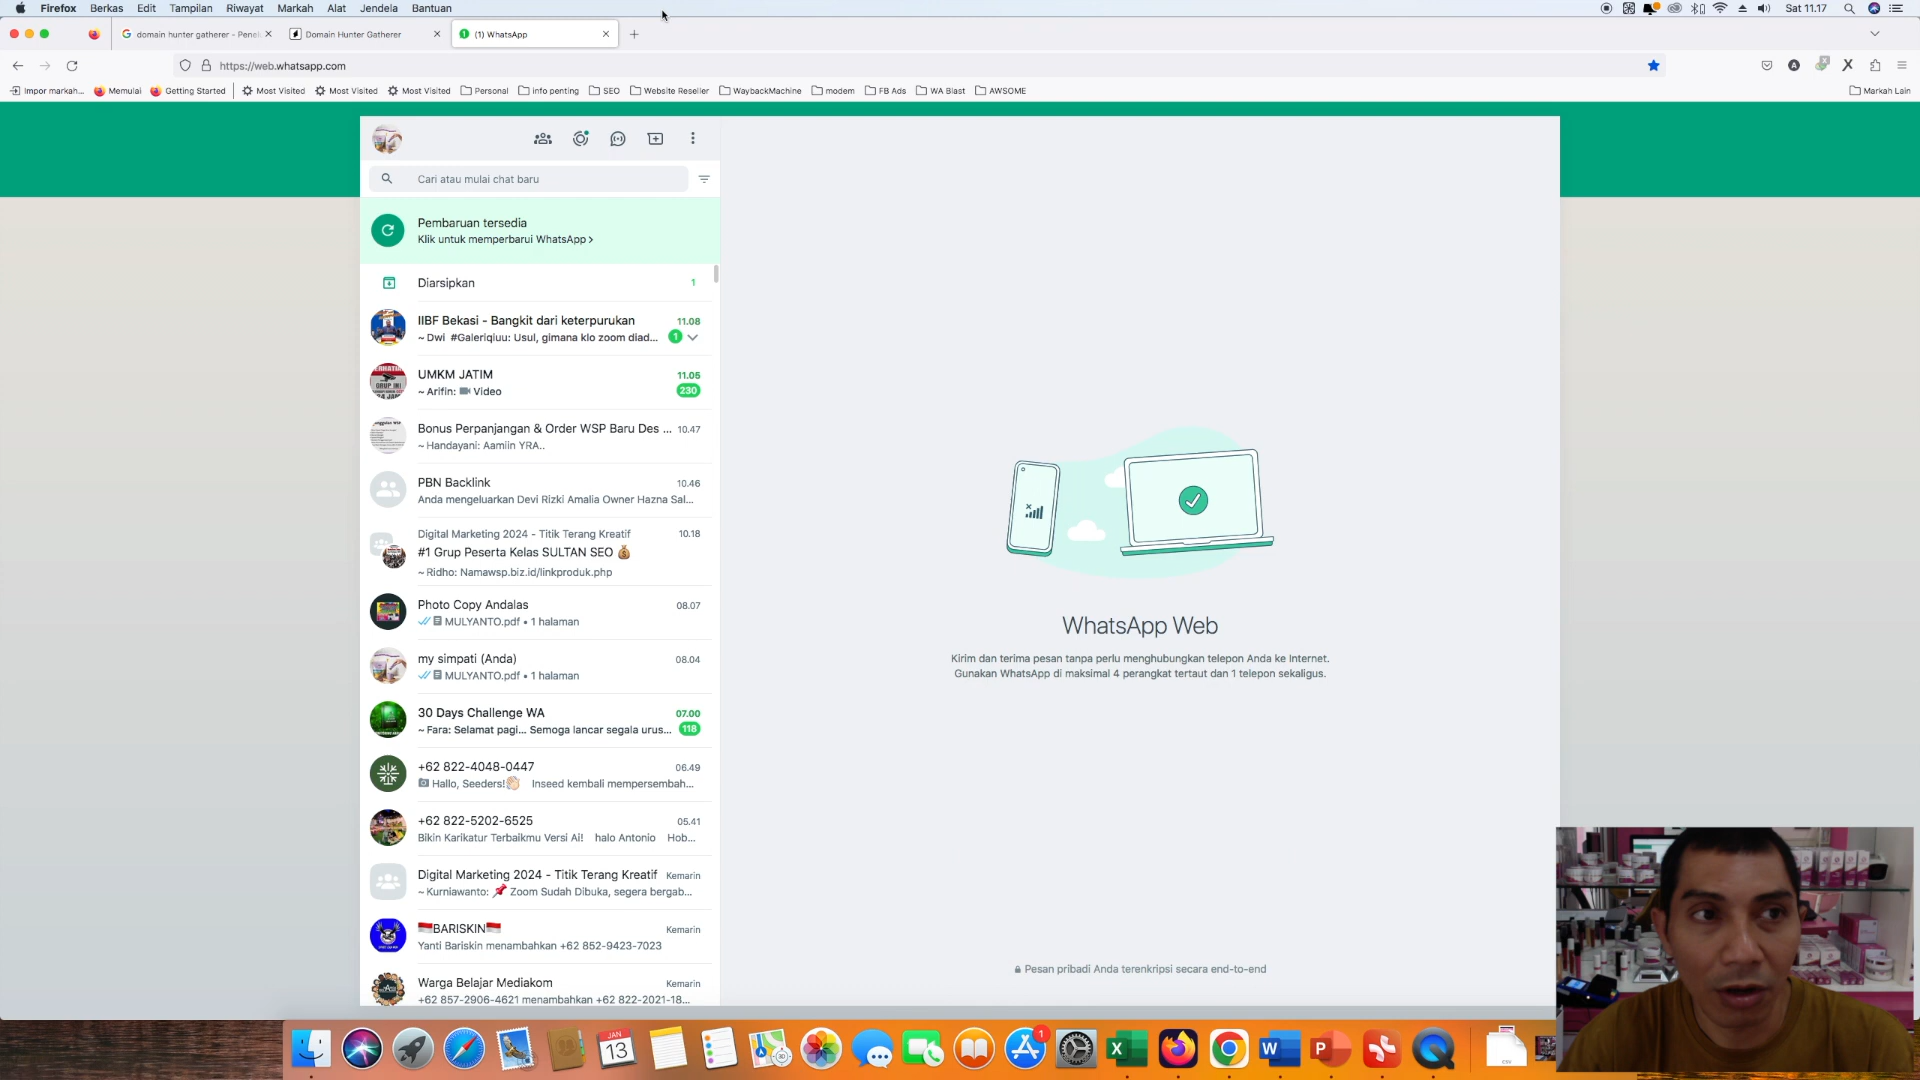 Firefox Berkas Edit Tampilan Riwayat Markah Alat Jendela Bantuan Sat 11.17
domain hunter gatherer - Penelu Domain Hunter Gatherer (1) WhatsApp
https://web.whatsapp.com
Impor markah... Memulai Getting Started Most Visited Most Visited Most Visited Personal info penting SEO Website Reseller WaybackMachine modem FB Ads WA Blast AWSOME Markah Lain
Cari atau mulai chat baru
Pembaruan tersedia
Klik untuk memperbarui WhatsApp >
Diarsipkan 1
IIBF Bekasi - Bangkit dari keterpurukan 11.08
~ Dwi #Galeriqluu: Usul, gimana klo zoom diad... 1
UMKM JATIM 11.05
~ Arifin: Video 230
Bonus Perpanjangan & Order WSP Baru Des ... 10.47
~ Handayani: Aamiin YRA..
PBN Backlink 10.46
Anda mengeluarkan Devi Rizki Amalia Owner Hazna Sal...
Digital Marketing 2024 - Titik Terang Kreatif 10.18
#1 Grup Peserta Kelas SULTAN SEO 💰
~ Ridho: Namawsp.biz.id/linkproduk.php
Photo Copy Andalas 08.07
MULYANTO.pdf • 1 halaman
my simpati (Anda) 08.04
MULYANTO.pdf • 1 halaman
30 Days Challenge WA 07.00
~ Fara: Selamat pagi... Semoga lancar segala urus... 118
+62 822-4048-0447 06.49
Hallo, Seeders!👏🏻 Inseed kembali mempersembah...
+62 822-5202-6525 05.41
Bikin Karikatur Terbaikmu Versi Ai! halo Antonio Hob...
Digital Marketing 2024 - Titik Terang Kreatif Kemarin
~ Kurniawanto: 📌 Zoom Sudah Dibuka, segera bergab...
🇮🇩BARISKIN🇮🇩 Kemarin
Yanti Bariskin menambahkan +62 852-9423-7023
Warga Belajar Mediakom Kemarin
+62 857-2906-4621 menambahkan +62 822-2021-18...
WhatsApp Web
Kirim dan terima pesan tanpa perlu menghubungkan telepon Anda ke Internet.
Gunakan WhatsApp di maksimal 4 perangkat tertaut dan 1 telepon sekaligus.
Pesan pribadi Anda terenkripsi secara end-to-end
JAN
13
1